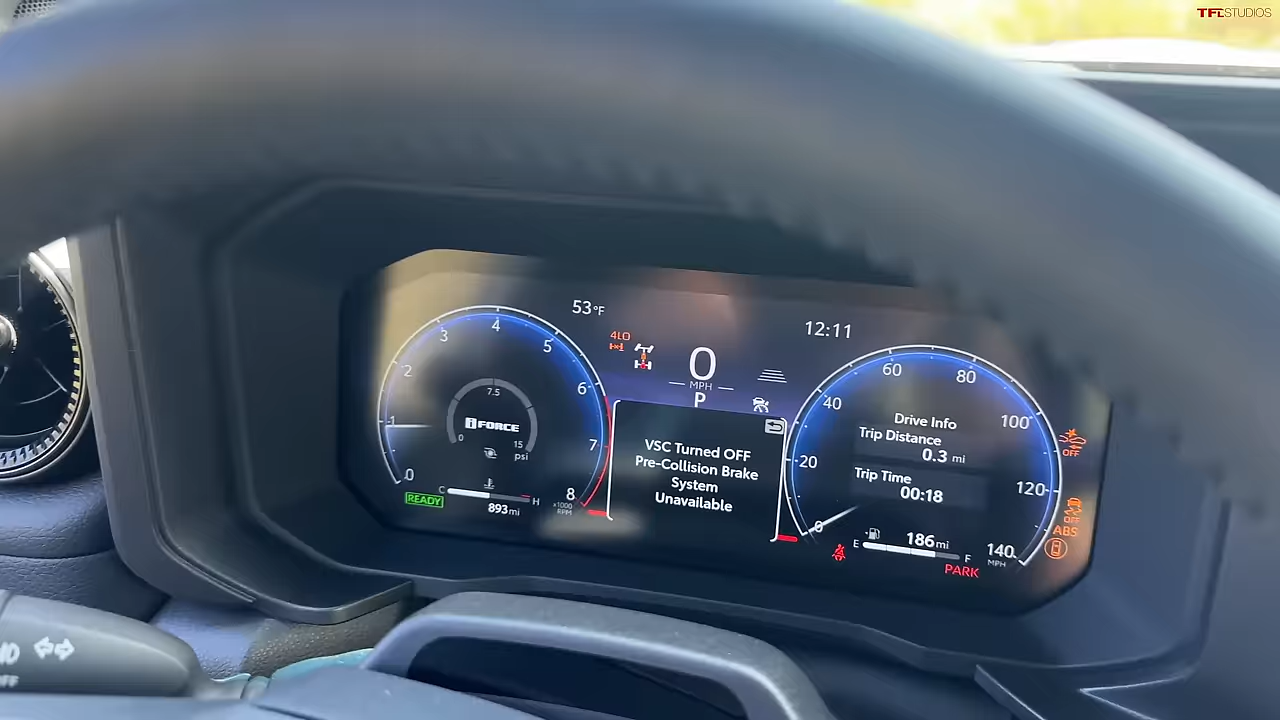 TFLSTUDIOS
53°F
12:11
4LO
0
MPH
P
0
1
2
3
4
5
6
7
8
x1000
RPM
7.5
i FORCE
0
15
psi
READY
C
H
893mi
VSC Turned OFF
Pre-Collision Brake
System
Unavailable
0
20
40
60
80
100
120
140
MPH
Drive Info
Trip Distance
0.3 mi
Trip Time
00:18
186mi
E
F
PARK
OFF
OFF
ABS
OFF